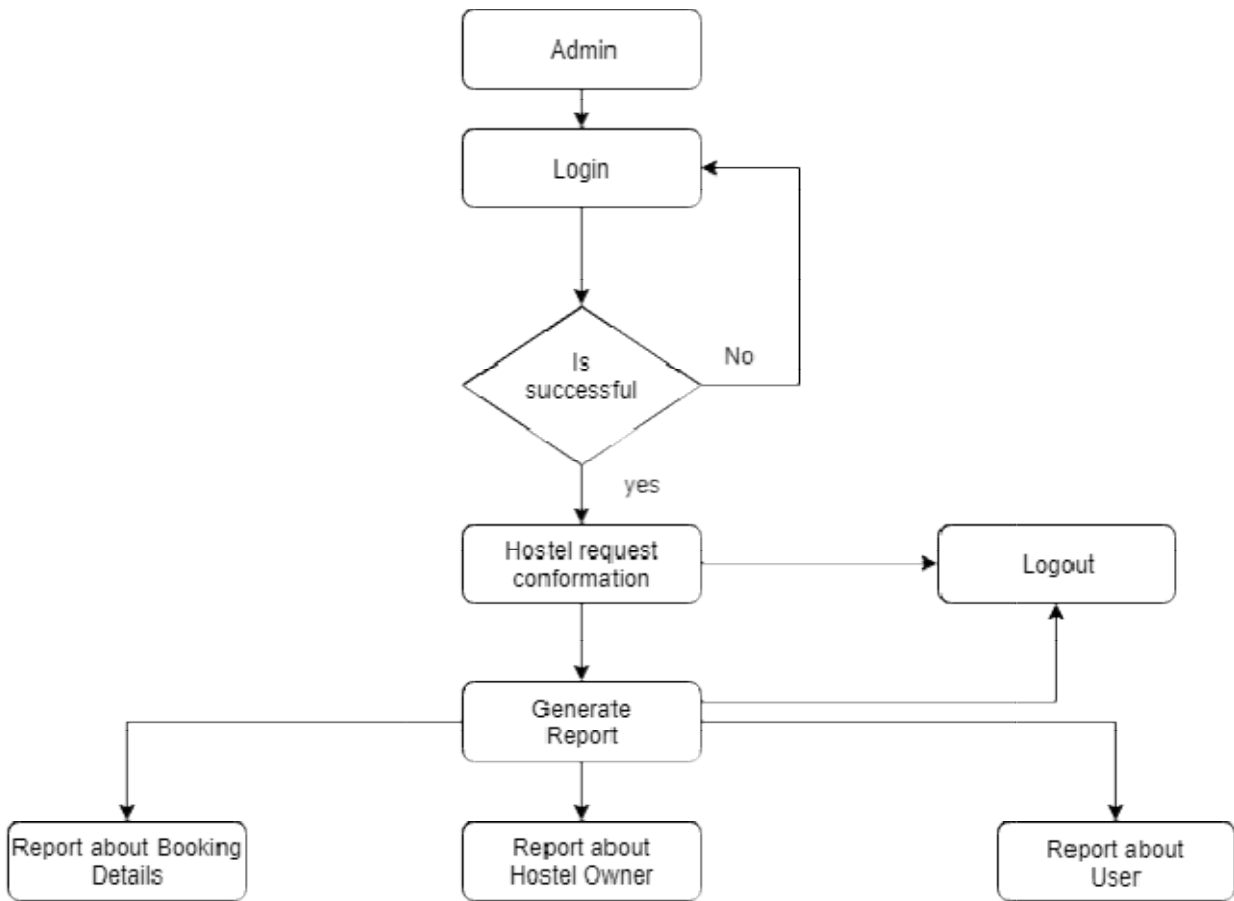 Admin
Login
Is
successful
No
yes
Hostel request
conformation
Logout
Generate
Report
Report about Booking
Details
Report about
Hostel Owner
Report about
User